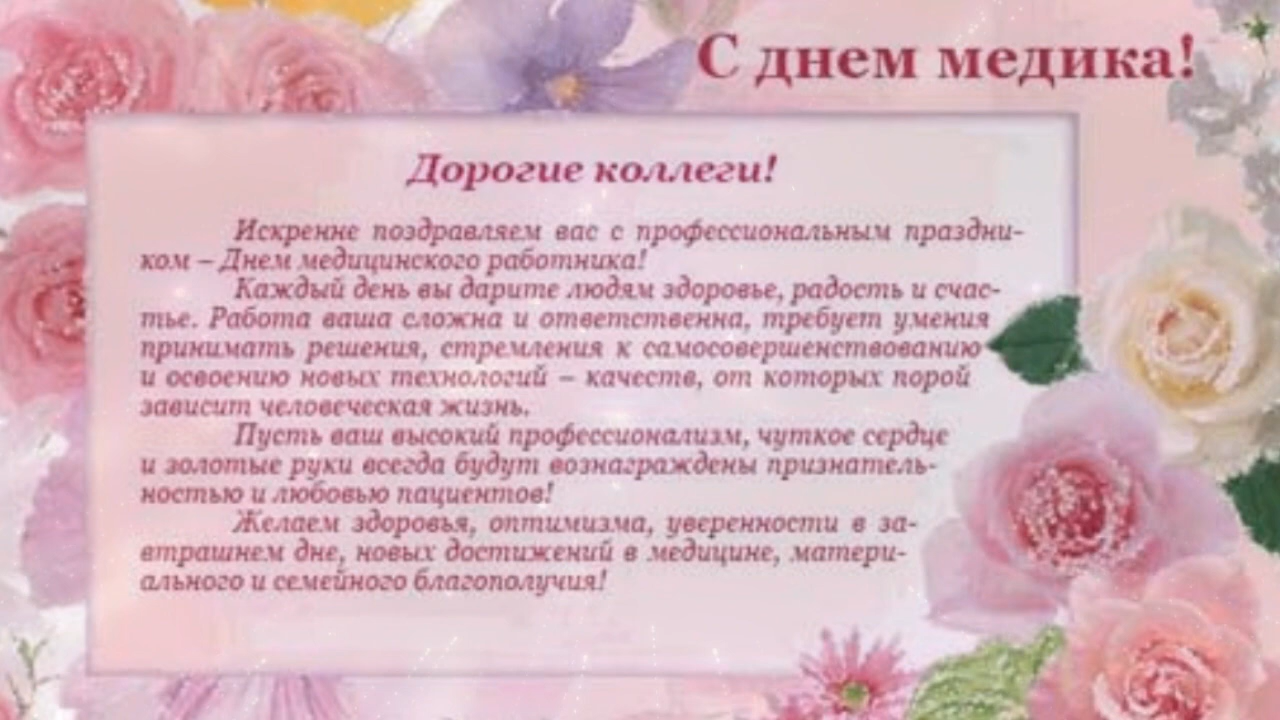 С днем медика!
Дорогие коллеги!
Искренне поздравляем вас с профессиональным праздни-
ком – Днем медицинского работника!
Каждый день вы дарите людям здоровье, радость и счас-
тье. Работа ваша сложна и ответственна, требует умения
принимать решения, стремления к самосовершенствованию
и освоению новых технологий – качеств, от которых порой
зависит человеческая жизнь.
Пусть ваш высокий профессионализм, чуткое сердце
и золотые руки всегда будут вознаграждены признатель-
ностью и любовью пациентов!
Желаем здоровья, оптимизма, уверенности в за-
втрашнем дне, новых достижений в медицине, матери-
ального и семейного благополучия!